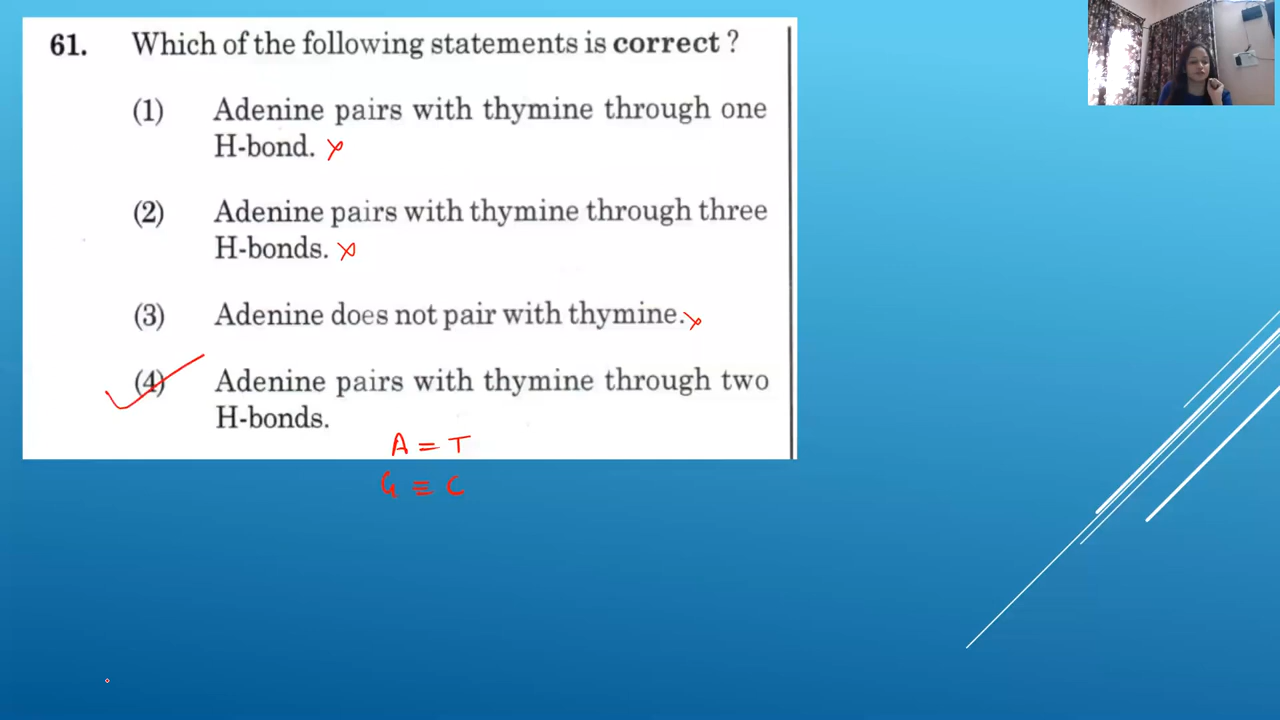 61. Which of the following statements is correct ?
(1) Adenine pairs with thymine through one
H-bond.
(2) Adenine pairs with thymine through three
H-bonds.
(3) Adenine does not pair with thymine.
(4) Adenine pairs with thymine through two
H-bonds.
A = T
G ≡ C